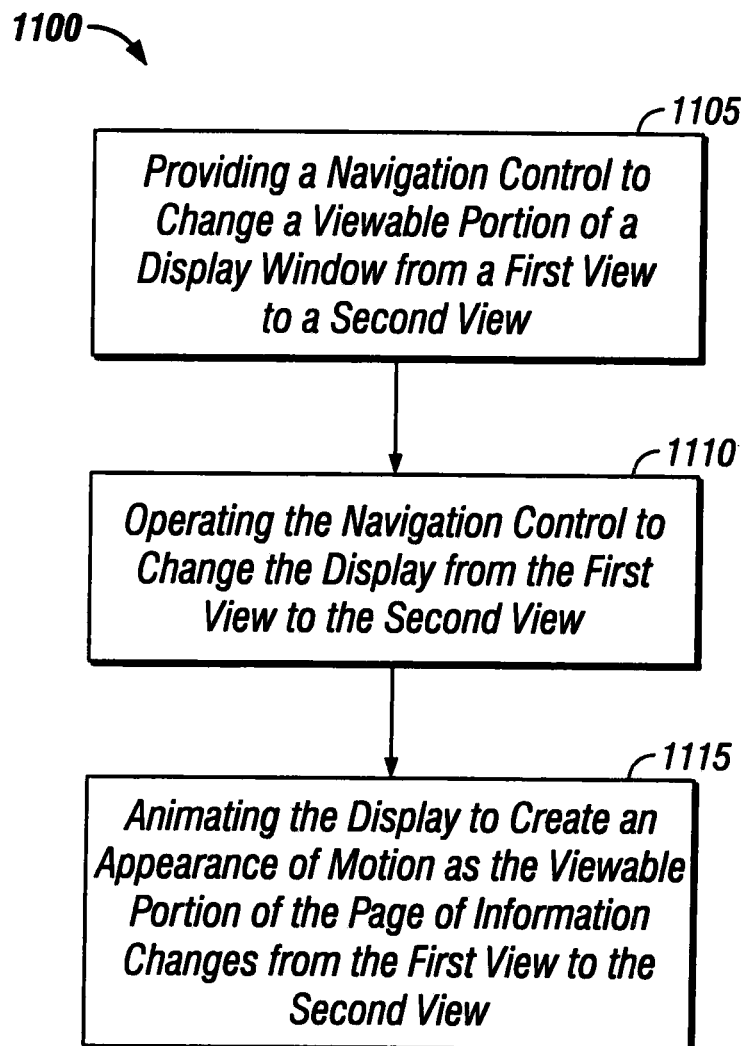 1100
1105
Providing a Navigation Control to
Change a Viewable Portion of a
Display Window from a First View
to a Second View
1110
Operating the Navigation Control to
Change the Display from the First
View to the Second View
1115
Animating the Display to Create an
Appearance of Motion as the Viewable
Portion of the Page of Information
Changes from the First View to the
Second View